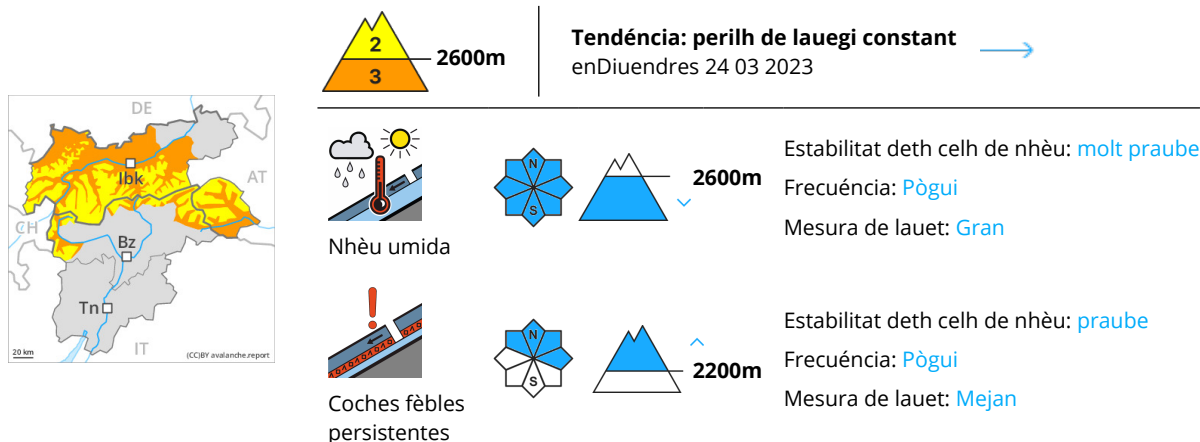 2
3
2600m
Tendéncia: perilh de lauegi constant
enDiuendres 24 03 2023
DE
Ibk
AT
CH
Bz
Tn
IT
20 km
(CC)BY avalanche.report
Nhèu umida
N
S
2600m
Estabilitat deth celh de nhèu: molt praube
Frecuéncia: Pògui
Mesura de lauet: Gran
Coches fèbles
persistentes
N
S
2200m
Estabilitat deth celh de nhèu: praube
Frecuéncia: Pògui
Mesura de lauet: Mejan